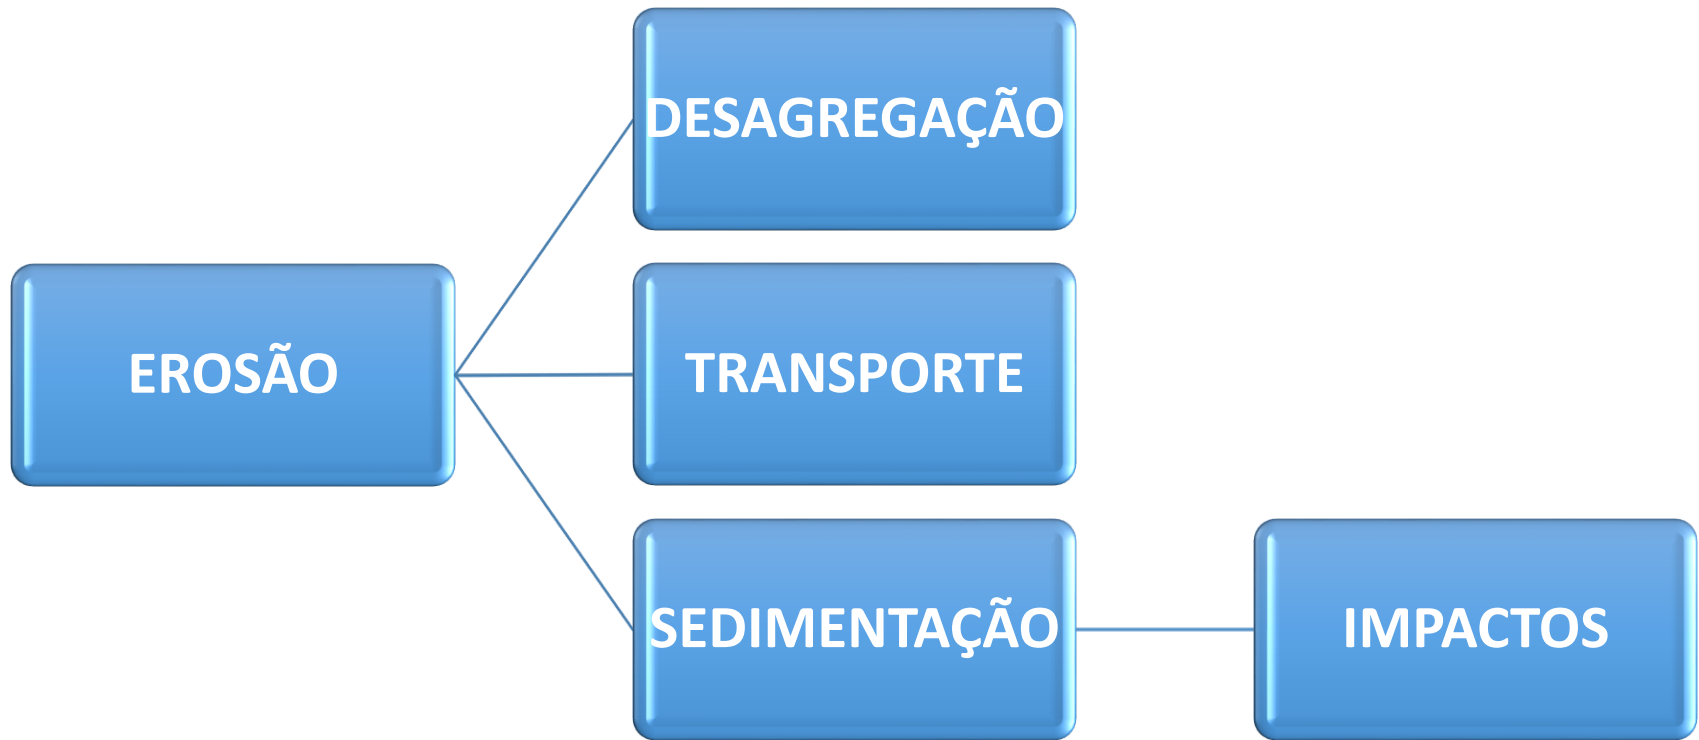 DESAGREGAÇÃO
EROSÃO
TRANSPORTE
SEDIMENTAÇÃO
IMPACTOS